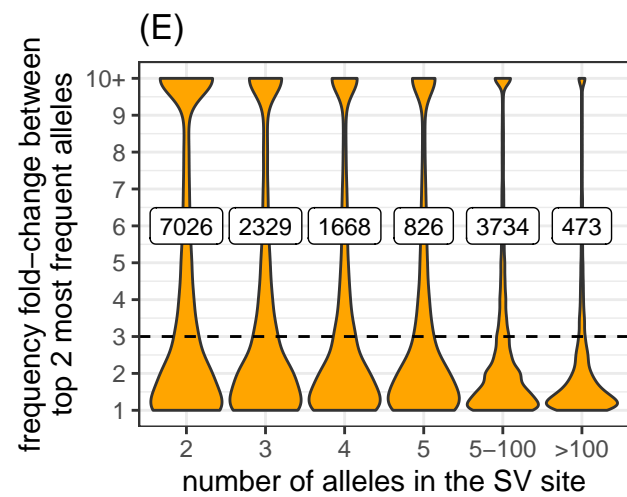 (E)
frequency fold−change between
top 2 most frequent alleles
10+
9
8
7
6
5
4
3
2
1
7026 2329 1668 826 3734 473
2 3 4 5 5−100 >100
number of alleles in the SV site